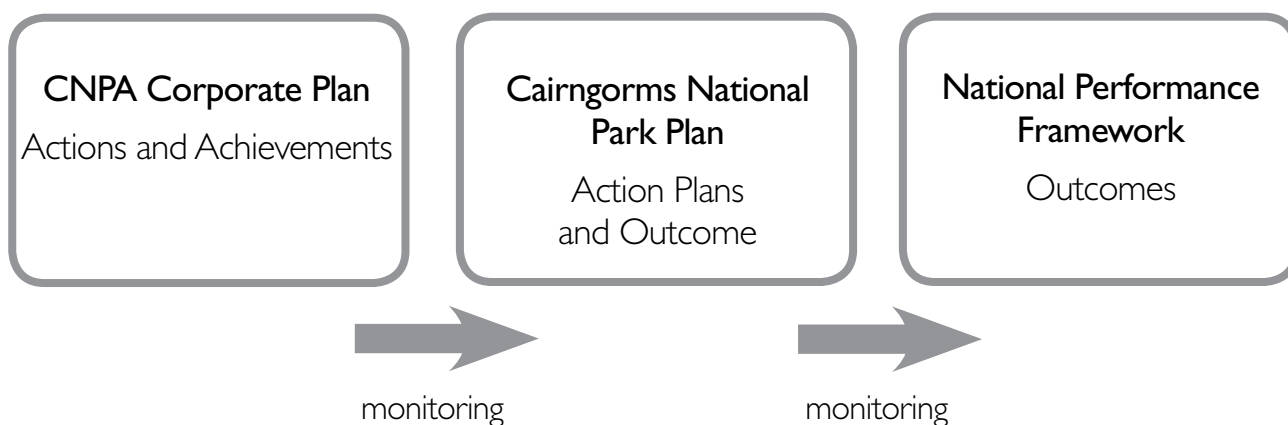 CNPA Corporate Plan
Actions and Achievements
Cairngorms National
Park Plan
Action Plans
and Outcome
National Performance
Framework
Outcomes
monitoring
monitoring